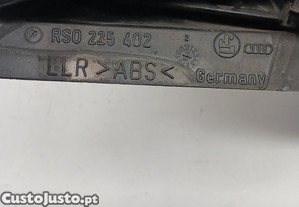 RS0 225 402
LLR >ABS< Germany
CustoJusto.pt